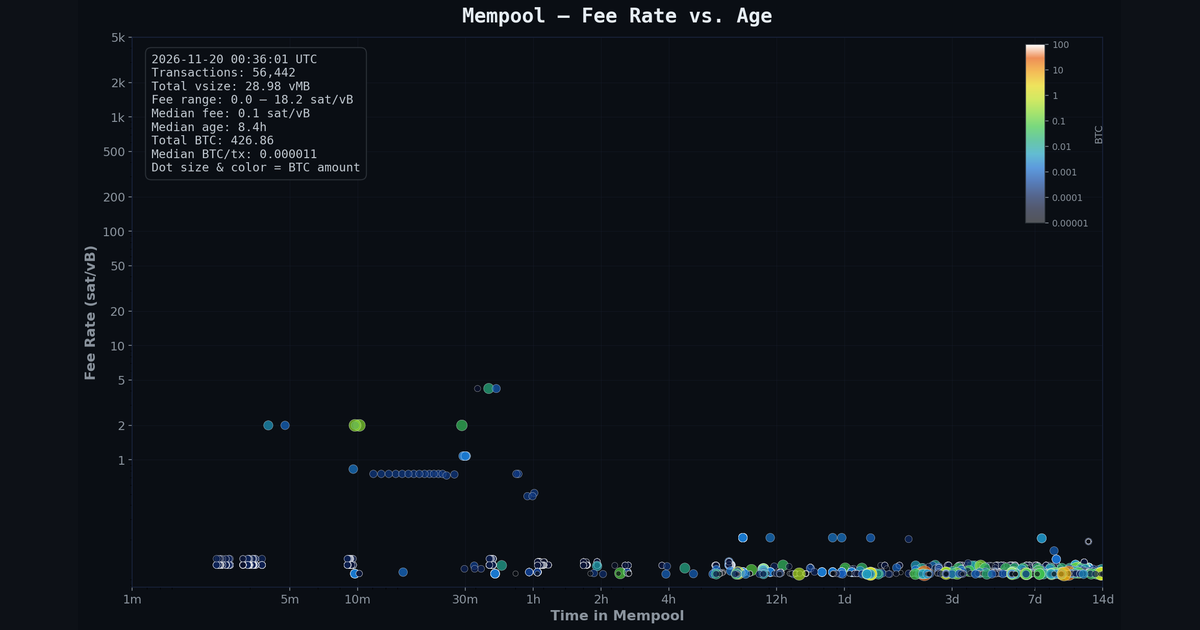 Mempool — Fee Rate vs. Age
2026-11-20 00:36:01 UTC
Transactions: 56,442
Total vsize: 28.98 vMB
Fee range: 0.0 – 18.2 sat/vB
Median fee: 0.1 sat/vB
Median age: 8.4h
Total BTC: 426.86
Median BTC/tx: 0.000011
Dot size & color = BTC amount
5k
2k
1k
500
200
100
50
20
10
5
2
1
Fee Rate (sat/vB)
100
10
1
0.1
0.01
0.001
0.0001
0.00001
BTC
1m 5m 10m 30m 1h 2h 4h 12h 1d 3d 7d 14d
Time in Mempool